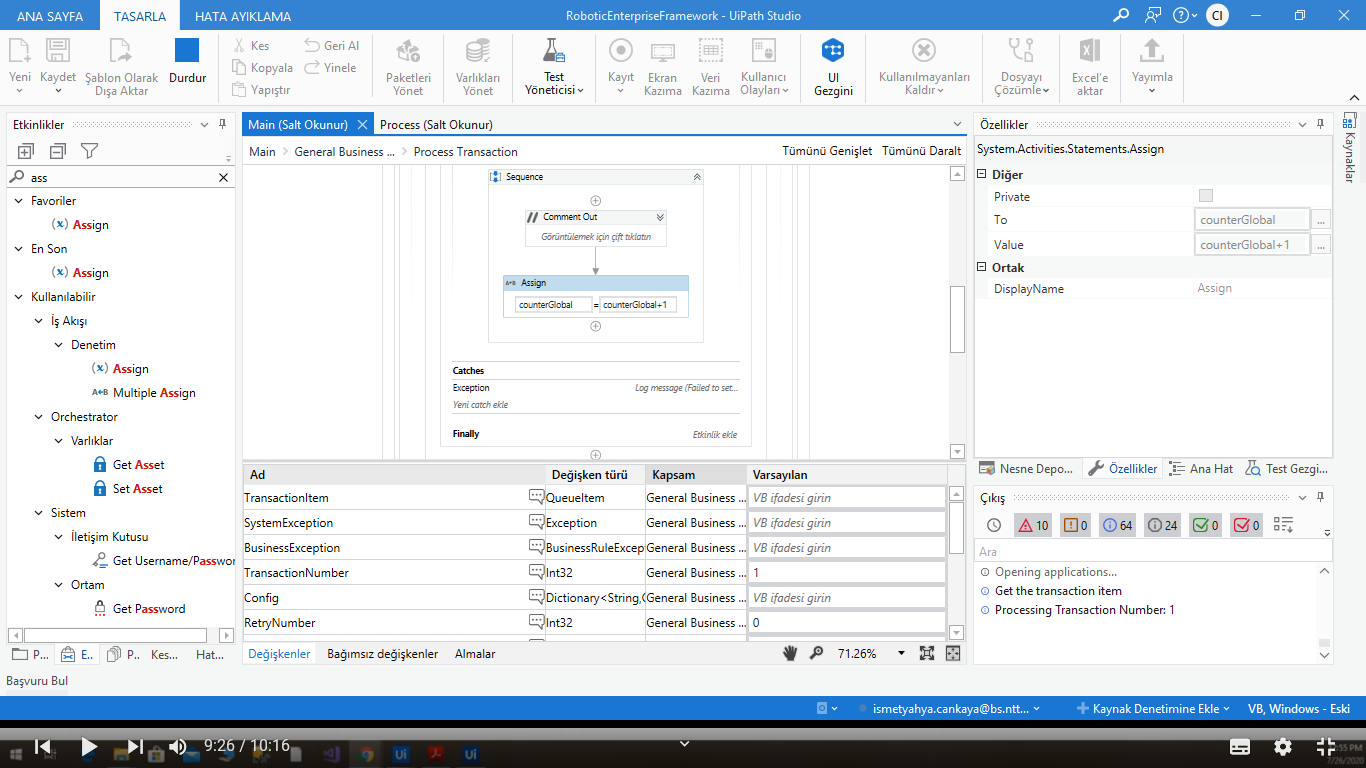 ANA SAYFA TASARLA HATA AYIKLAMA RoboticEnterpriseFramework - UiPath Studio CI
Yeni Kaydet Şablon Olarak Dışa Aktar Durdur
Kes Geri Al
Kopyala Yinele
Yapıştır
Paketleri Yönet Varlıkları Yönet Test Yöneticisi Kayıt Ekran Kazıma Veri Kazıma Kullanıcı Olayları UI Gezgini Kullanılmayanları Kaldır Dosyayı Çözümle Excel'e aktar Yayımla
Etkinlikler
ass
Favoriler
Assign
En Son
Assign
Kullanılabilir
İş Akışı
Denetim
Assign
Multiple Assign
Orchestrator
Varlıklar
Get Asset
Set Asset
Sistem
İletişim Kutusu
Get Username/Passwor
Ortam
Get Password
P... E.. P.. Kes... Hat...
Başvuru Bul
Main (Salt Okunur) Process (Salt Okunur)
Main General Business ... Process Transaction Tümünü Genişlet Tümünü Daralt
Sequence
Comment Out
Görüntülemek için çift tıklatın
A+B Assign
counterGlobal = counterGlobal+1
Catches
Exception Log message (Failed to set...
Yeni catch ekle
Finally Etkinlik ekle
Ad Değişken türü Kapsam Varsayılan
TransactionItem QueueItem General Business ... VB ifadesi girin
SystemException Exception General Business ... VB ifadesi girin
BusinessException BusinessRuleExcep General Business ... VB ifadesi girin
TransactionNumber Int32 General Business ... 1
Config Dictionary<String,O General Business ... VB ifadesi girin
RetryNumber Int32 General Business ... 0
Değişkenler Bağımsız değişkenler Almalar 71.26%
Özellikler
System.Activities.Statements.Assign
Diğer
Private
To counterGlobal ...
Value counterGlobal+1 ...
Ortak
DisplayName Assign
Kaynaklar
Nesne Depo... Özellikler Ana Hat Test Gezgi...
Çıkış
10 0 64 24 0 0
Ara
Opening applications...
Get the transaction item
Processing Transaction Number: 1
ismetyahya.cankaya@bs.ntt... Kaynak Denetimine Ekle VB, Windows - Eski
9:26 / 10:16
:55 PM
7/26/2020